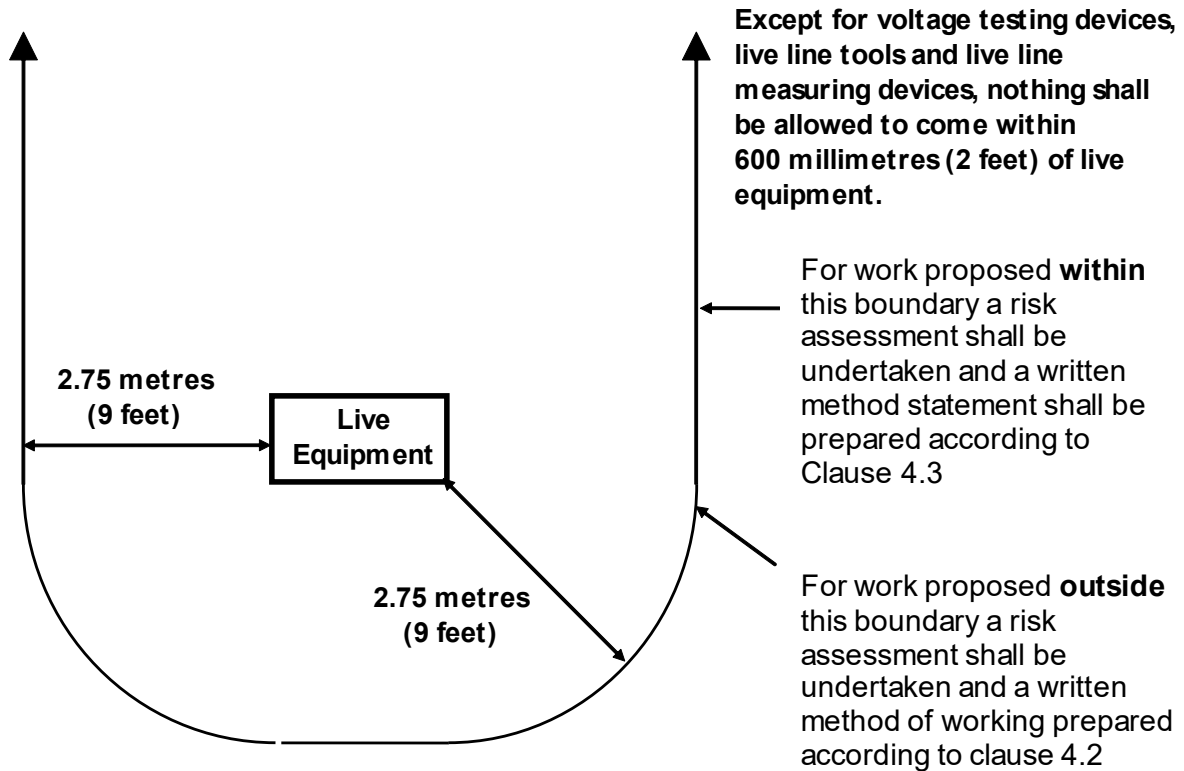 Except for voltage testing devices,
live line tools and live line
measuring devices, nothing shall
be allowed to come within
600 millimetres (2 feet) of live
equipment.
For work proposed within
this boundary a risk
assessment shall be
undertaken and a written
method statement shall be
prepared according to
Clause 4.3
2.75 metres
(9 feet)
Live
Equipment
2.75 metres
(9 feet)
For work proposed outside
this boundary a risk
assessment shall be
undertaken and a written
method of working prepared
according to clause 4.2